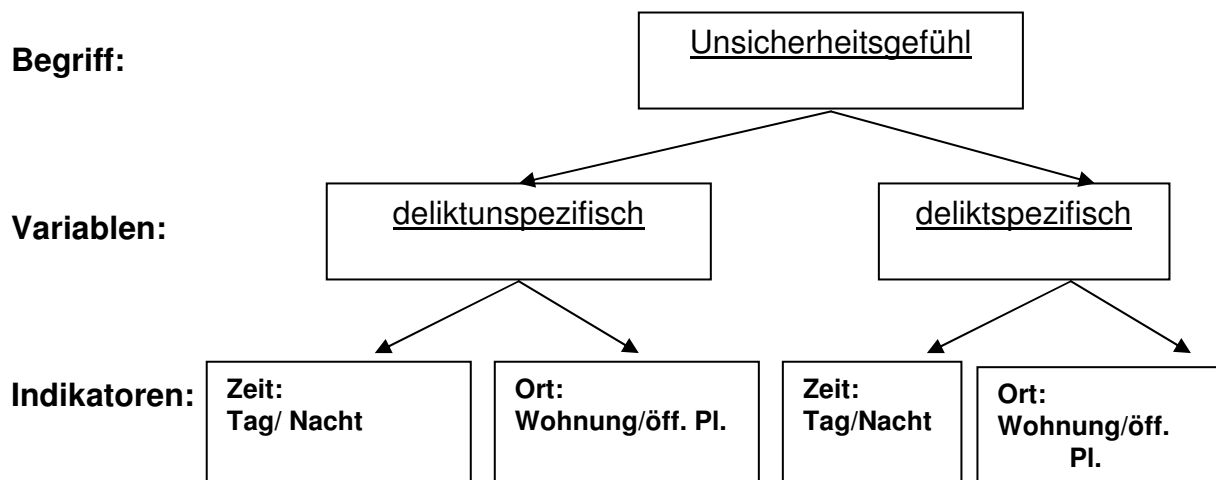 Begriff:
Unsicherheitsgefühl
Variablen:
deliktunspezifisch
deliktspezifisch
Indikatoren:
Zeit:
Tag/ Nacht
Ort:
Wohnung/öff. Pl.
Zeit:
Tag/Nacht
Ort:
Wohnung/öff.
Pl.